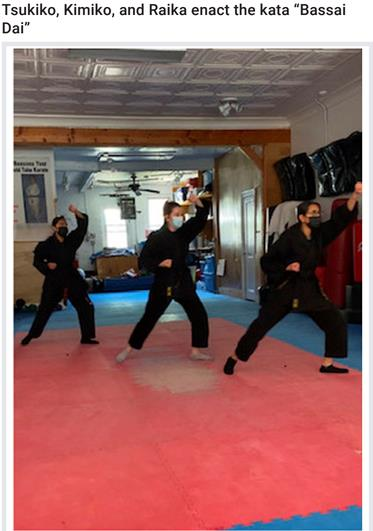 Tsukiko, Kimiko, and Raika enact the kata “Bassai
Dai”